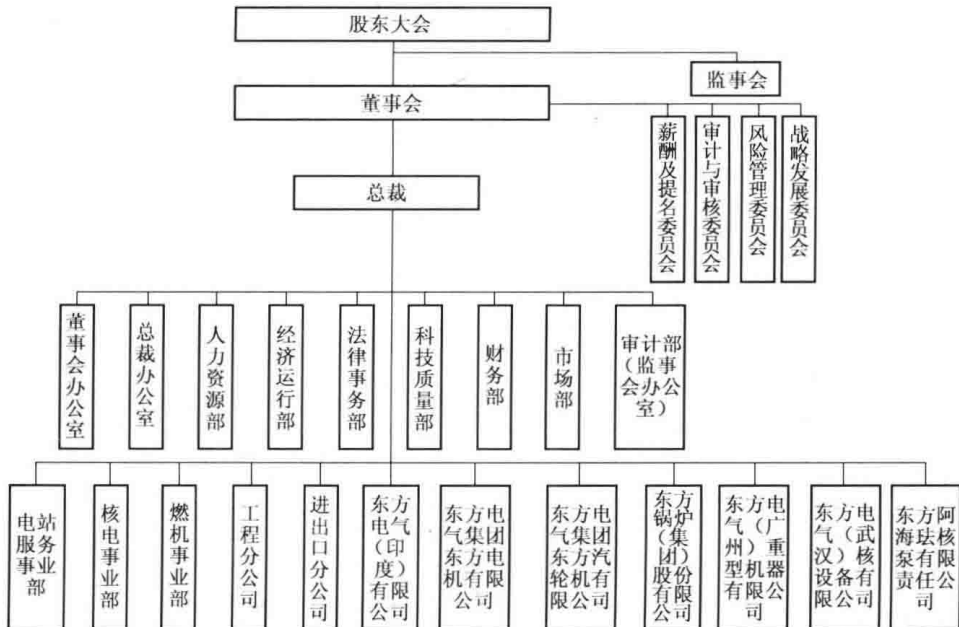 股东大会
监事会
董事会
薪酬及提名委员会
审计与审核委员会
风险管理委员会
战略发展委员会
总裁
董事会办公室
总裁办公室
人力资源部
经济运行部
法律事务部
科技质量部
财务部
市场部
审计部（监事会办公室）
电站服务事业部
核电事业部
燃机事业部
工程分公司
进出口分公司
东方电气（印度）有限公司
东方电气集团东方电机有限公司
东方电气集团东方汽轮机有限公司
东方锅炉（集团）股份有限公司
东方电气（广州）重型机器有限公司
东方电气（武汉）核设备有限公司
东方阿海珐核泵有限责任公司